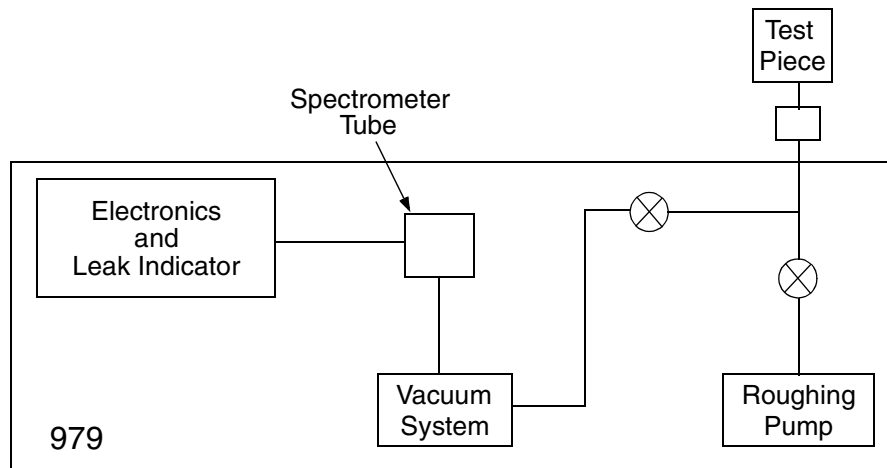 Test
Piece
Spectrometer
Tube
Electronics
and
Leak Indicator
Vacuum
System
Roughing
Pump
979